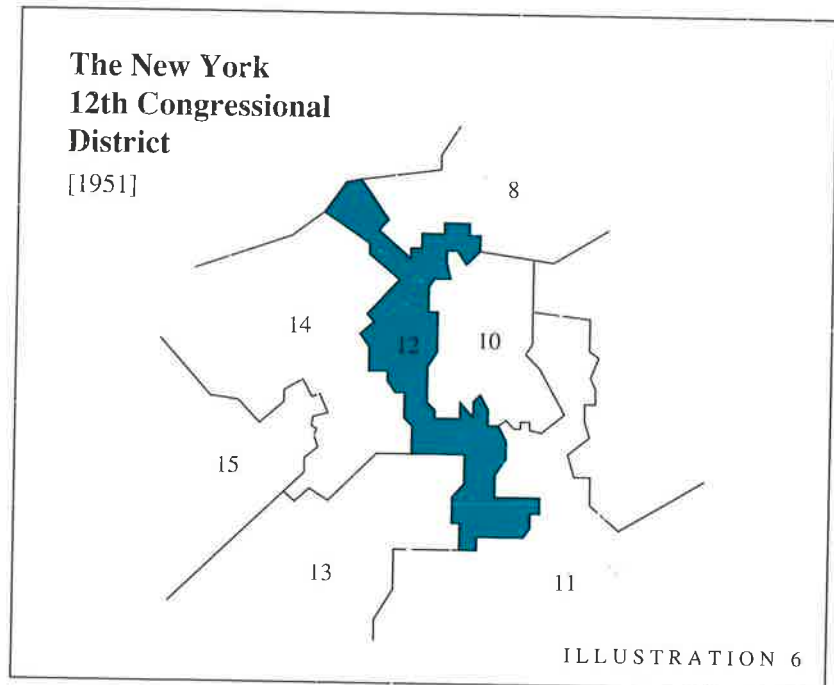 The New York
12th Congressional
District
[1951]
8
14
12
10
15
13
11
ILLUSTRATION 6